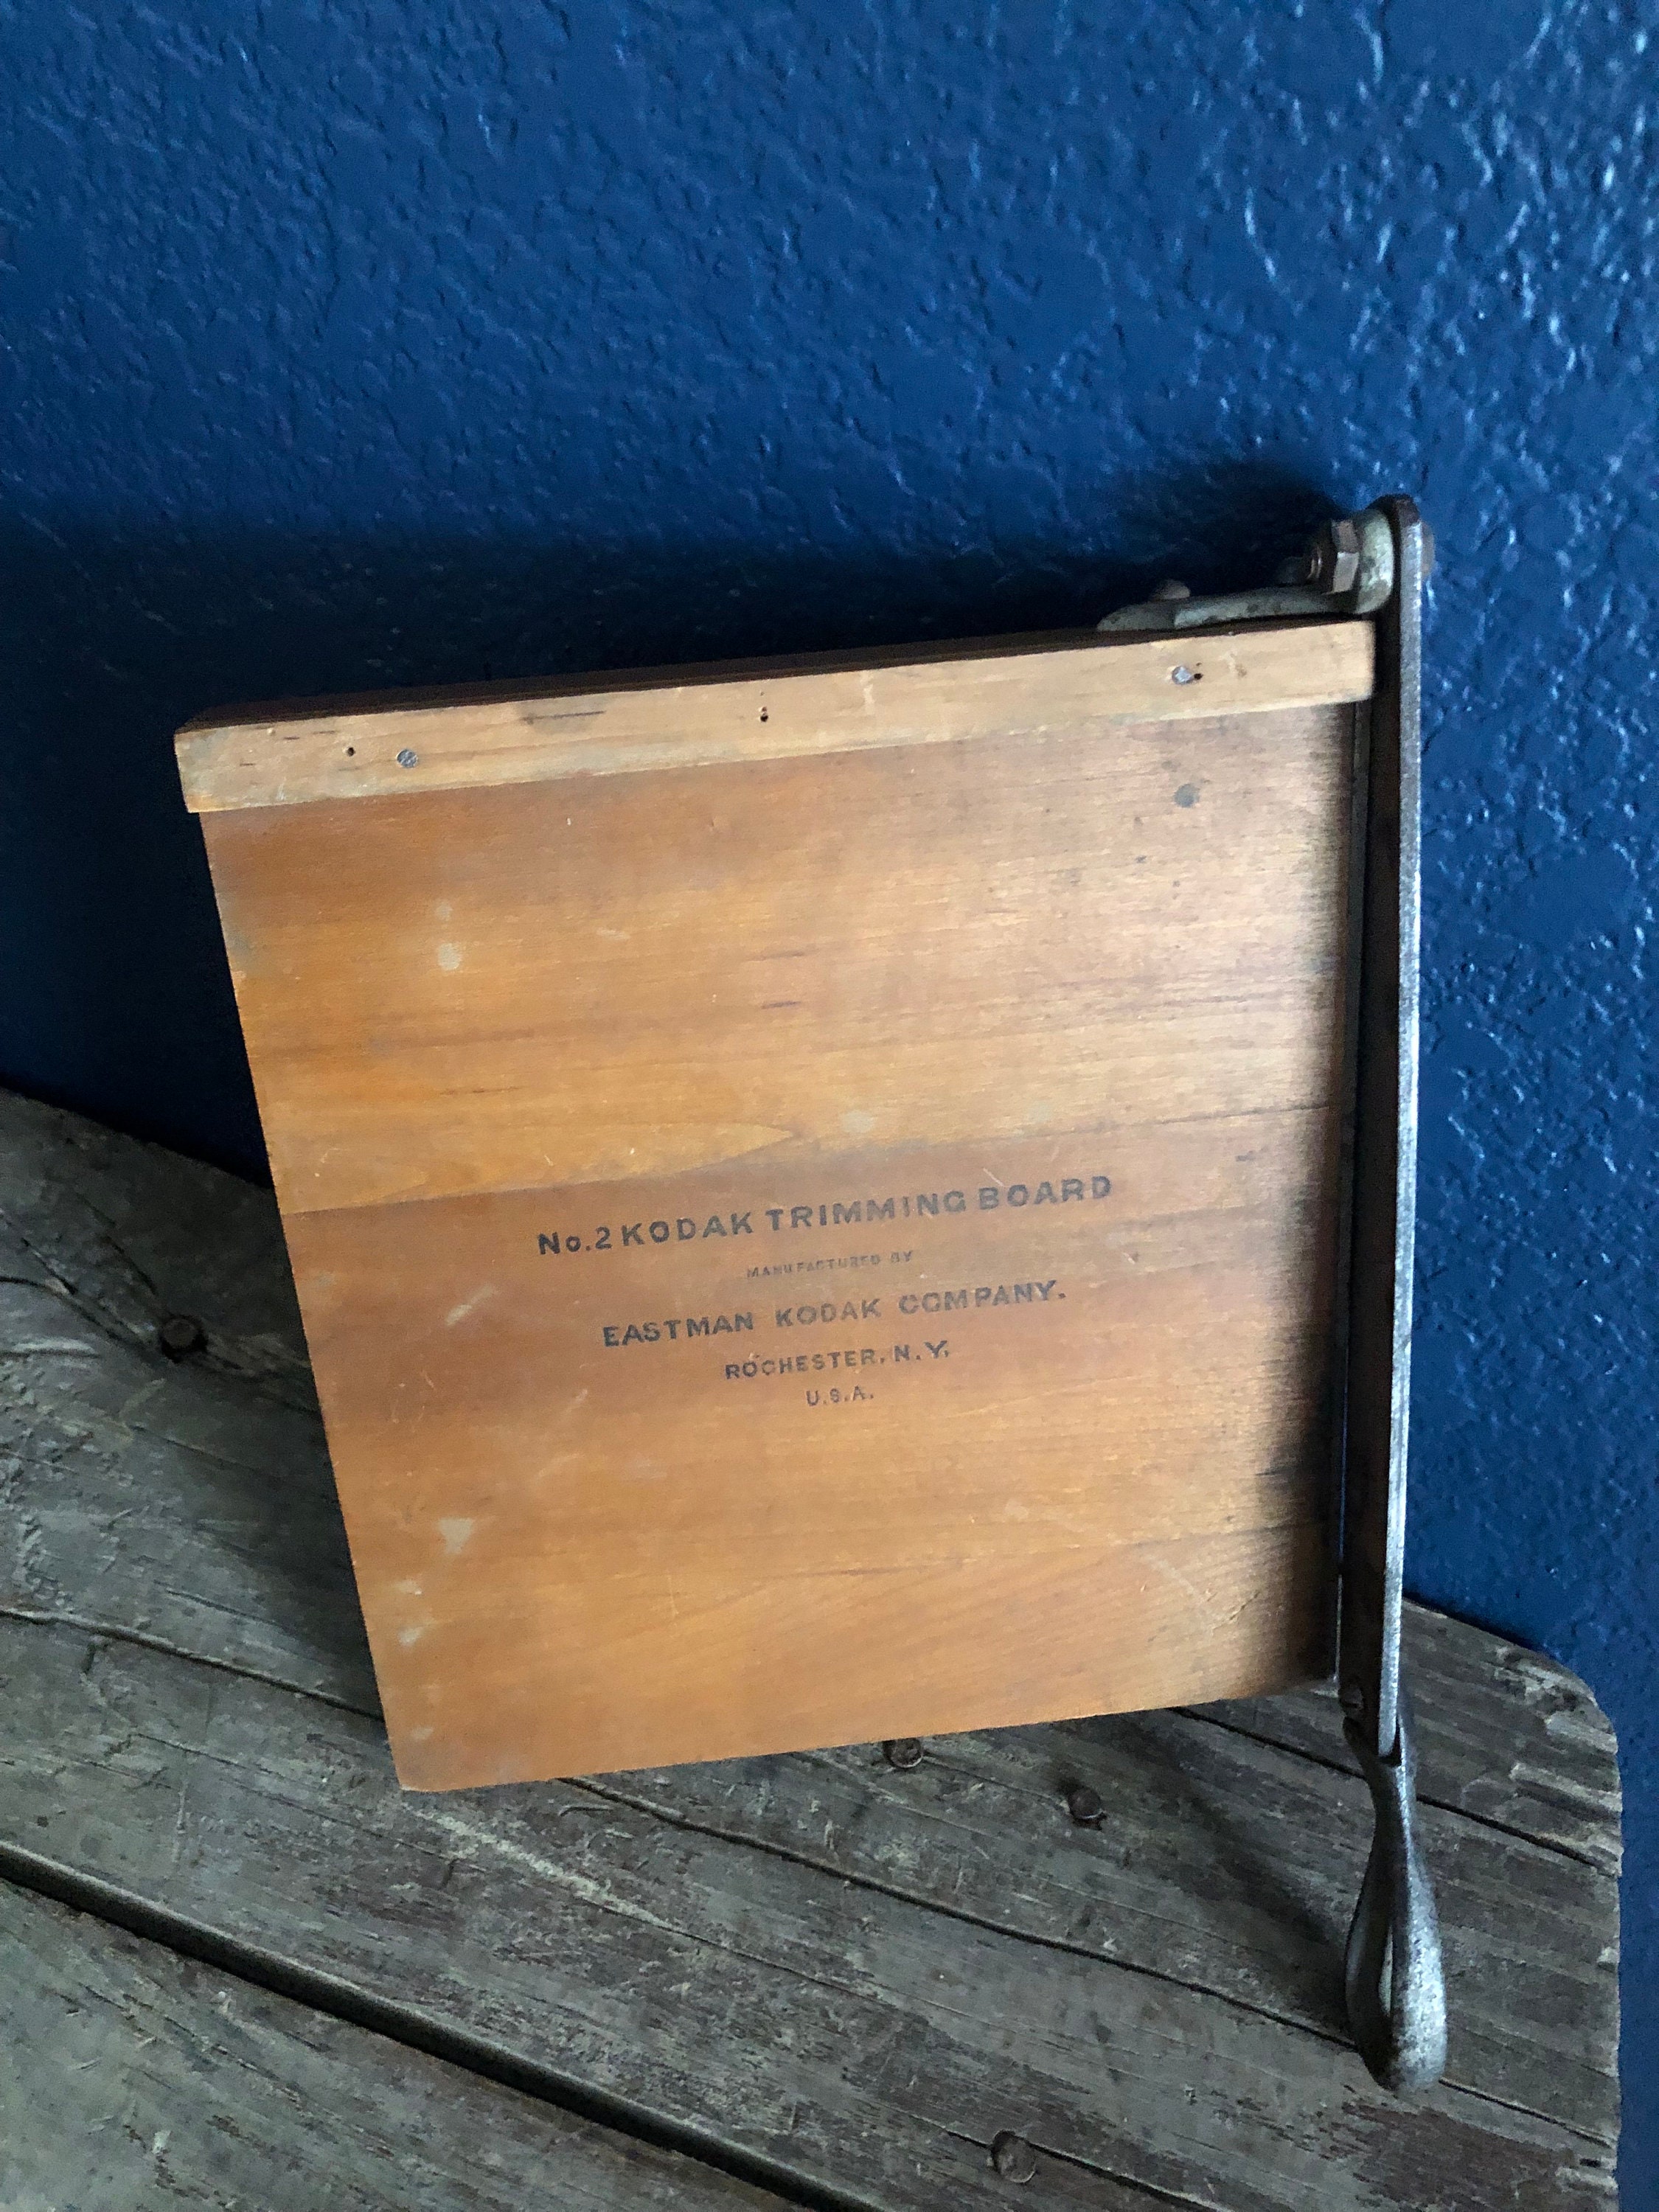 No.2 KODAK TRIMMING BOARD
MANUFACTURED BY
EASTMAN KODAK COMPANY.
ROCHESTER, N.Y.
U.S.A.